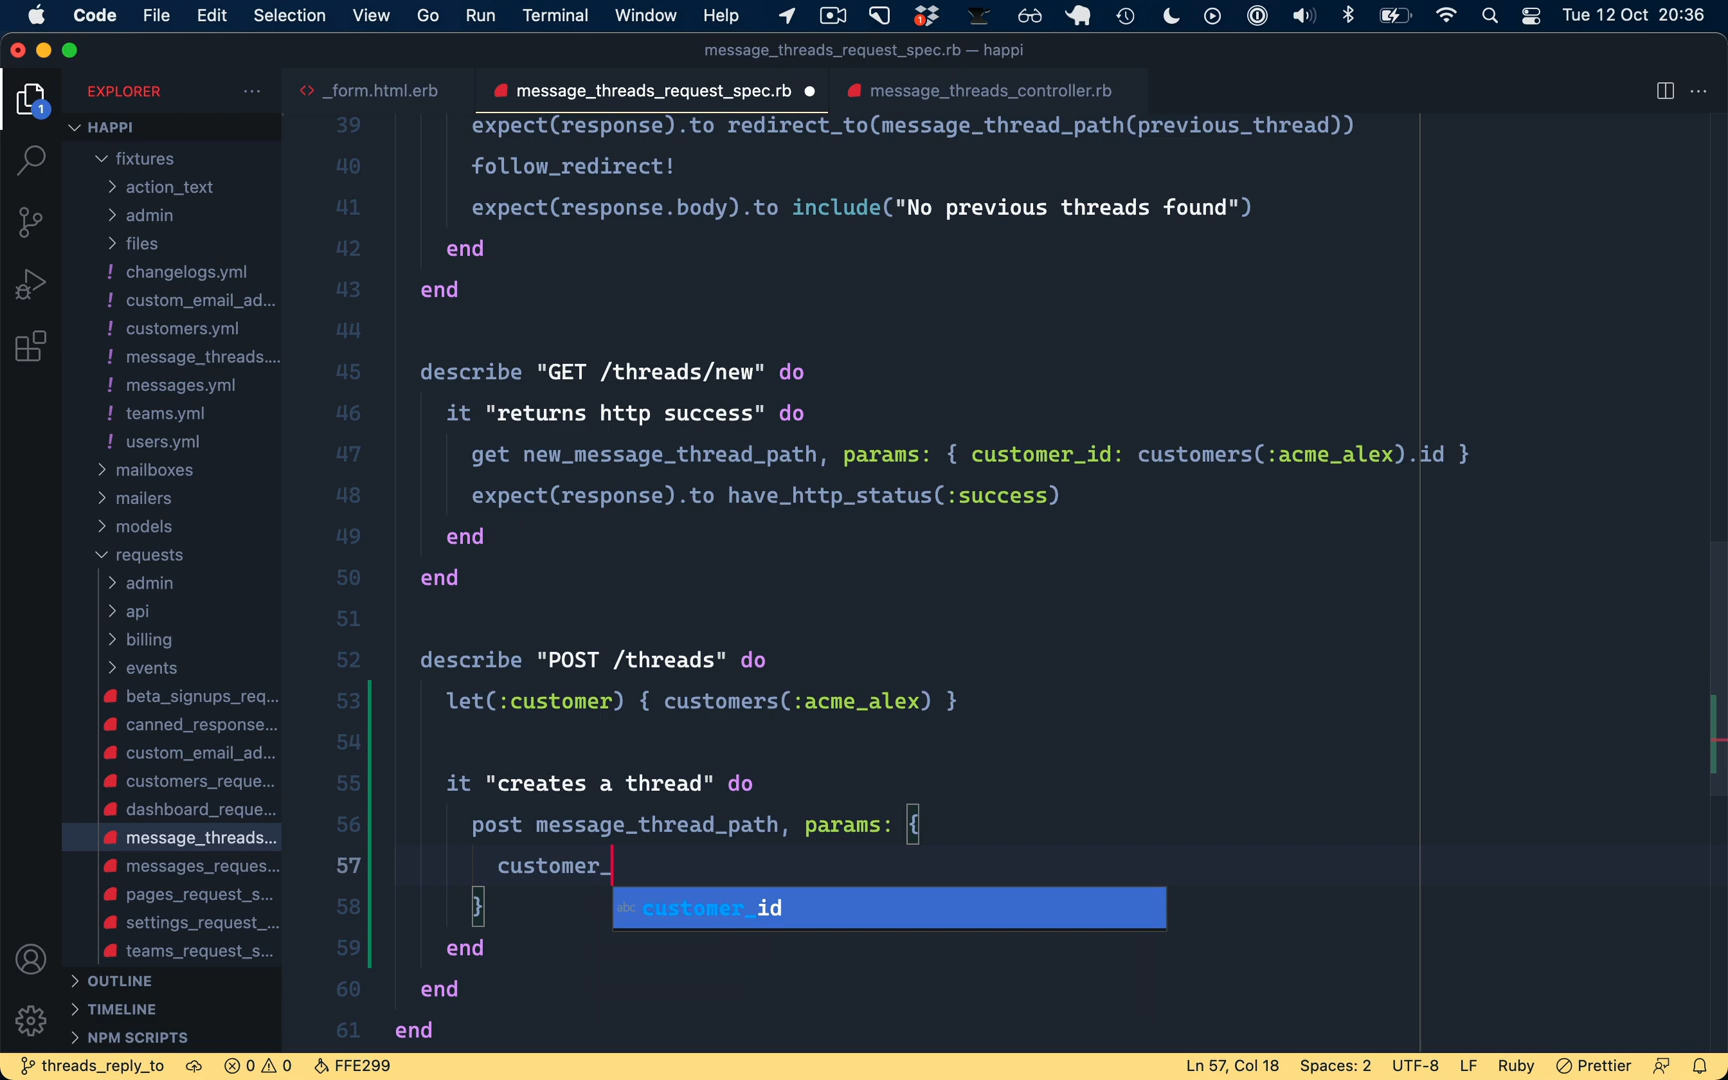 Code File Edit Selection View Go Run Terminal Window Help 1 Tue 12 Oct 20:36
message_threads_request_spec.rb — happi
1
EXPLORER ···
<> _form.html.erb
message_threads_request_spec.rb
message_threads_controller.rb
HAPPI
fixtures
action_text
admin
files
! changelogs.yml
! custom_email_ad...
! customers.yml
! message_threads....
! messages.yml
! teams.yml
! users.yml
mailboxes
mailers
models
requests
admin
api
billing
events
beta_signups_req...
canned_response...
custom_email_ad...
customers_reque...
dashboard_reque...
message_threads...
messages_reques...
pages_request_s...
settings_request_...
teams_request_s...
OUTLINE
TIMELINE
NPM SCRIPTS
39 expect(response).to redirect_to(message_thread_path(previous_thread))
40 follow_redirect!
41 expect(response.body).to include("No previous threads found")
42 end
43 end
44
45 describe "GET /threads/new" do
46 it "returns http success" do
47 get new_message_thread_path, params: { customer_id: customers(:acme_alex).id }
48 expect(response).to have_http_status(:success)
49 end
50 end
51
52 describe "POST /threads" do
53 let(:customer) { customers(:acme_alex) }
54
55 it "creates a thread" do
56 post message_thread_path, params: {
57 customer_
abc customer_id
58 }
59 end
60 end
61 end
threads_reply_to 0 0 FFE299 Ln 57, Col 18 Spaces: 2 UTF-8 LF Ruby Prettier